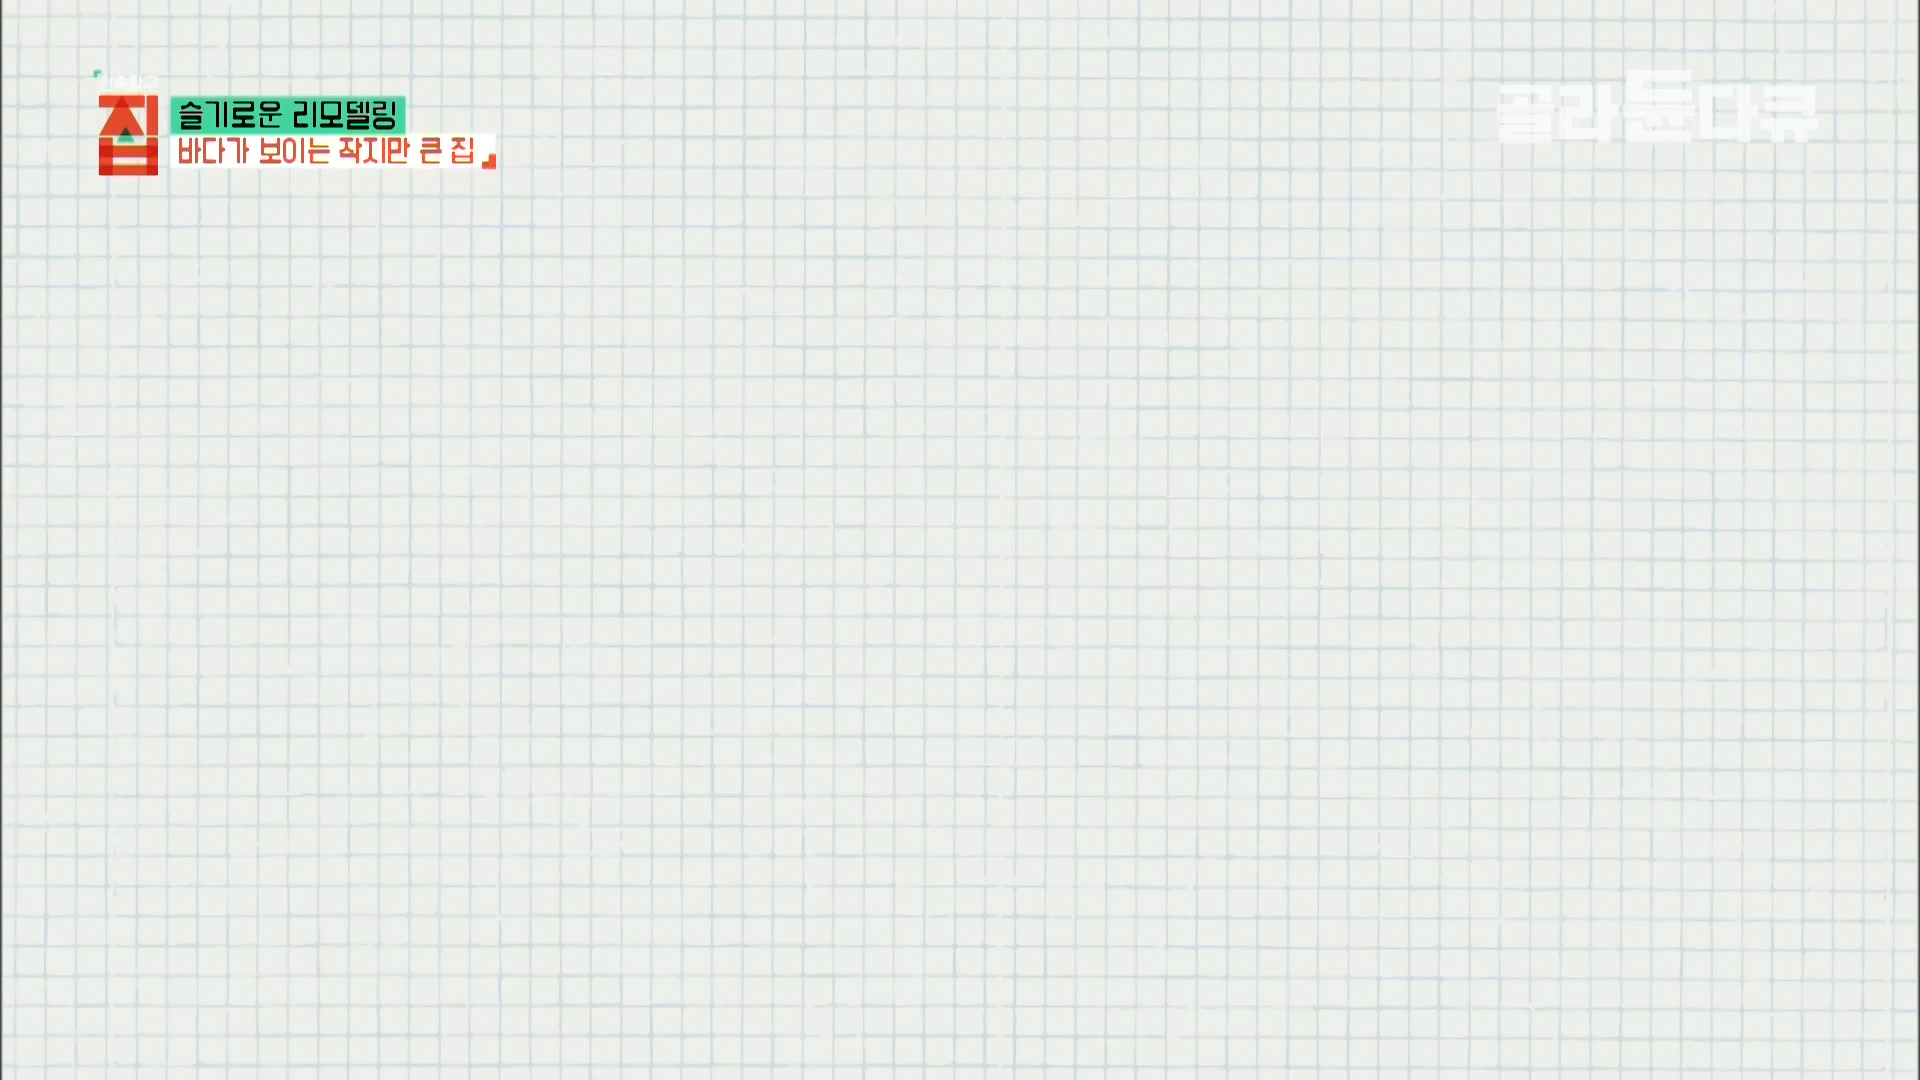 집
슬기로운 리모델링
바다가 보이는 작지만 큰 집
골라듄다큐